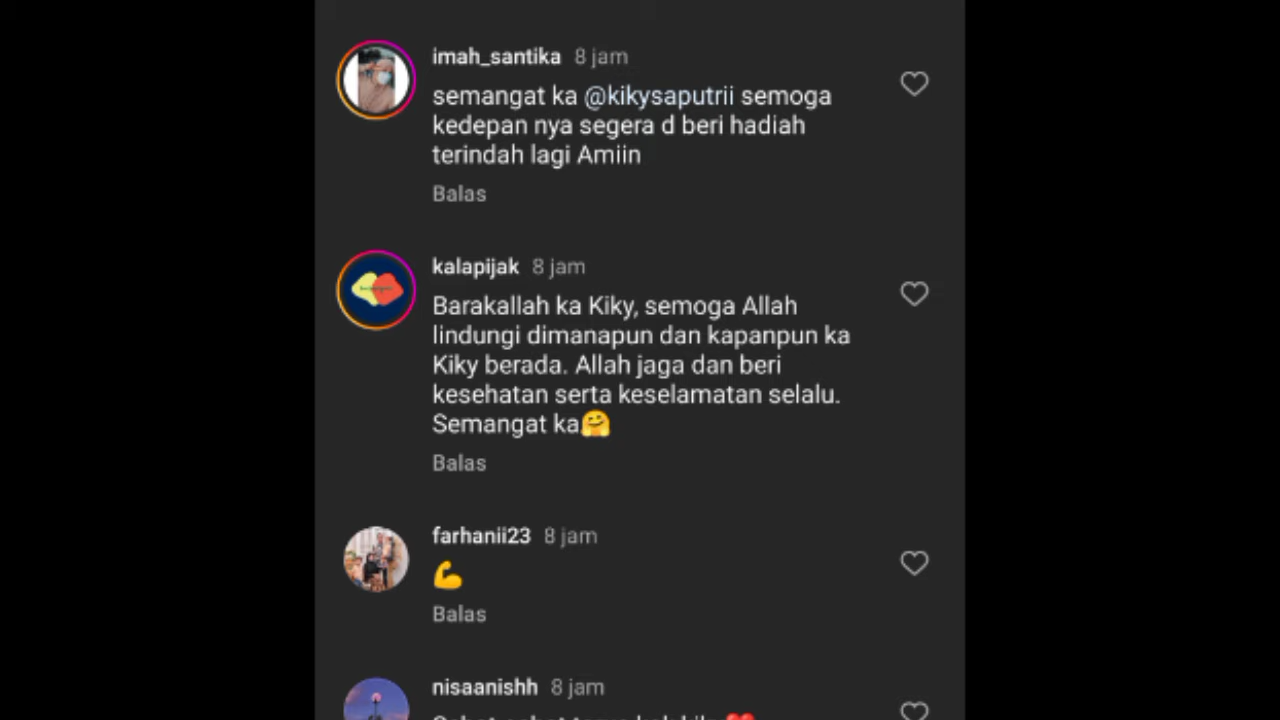 imah_santika 8 jam
semangat ka @kikysaputrii semoga
kedepan nya segera d beri hadiah
terindah lagi Amiin
Balas
kalapijak 8 jam
Barakallah ka Kiky, semoga Allah
lindungi dimanapun dan kapanpun ka
Kiky berada. Allah jaga dan beri
kesehatan serta keselamatan selalu.
Semangat ka🤗
Balas
farhanii23 8 jam
💪
Balas
nisaanishh 8 jam